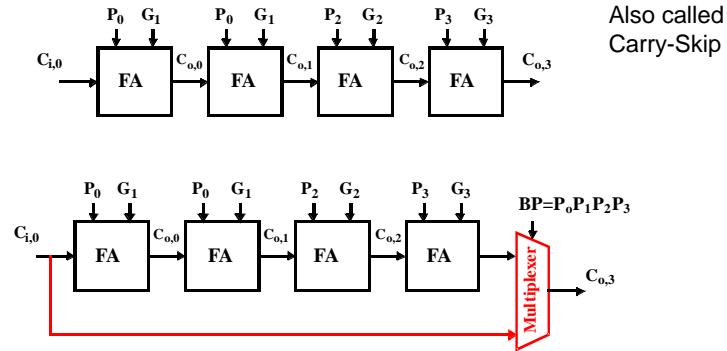 P0 G1 P0 G1 P2 G2 P3 G3
Also called
Carry-Skip
Ci,0 FA Co,0 FA Co,1 FA Co,2 FA Co,3
P0 G1 P0 G1 P2 G2 P3 G3 BP=PoP1P2P3
Ci,0 FA Co,0 FA Co,1 FA Co,2 FA Multiplexer Co,3